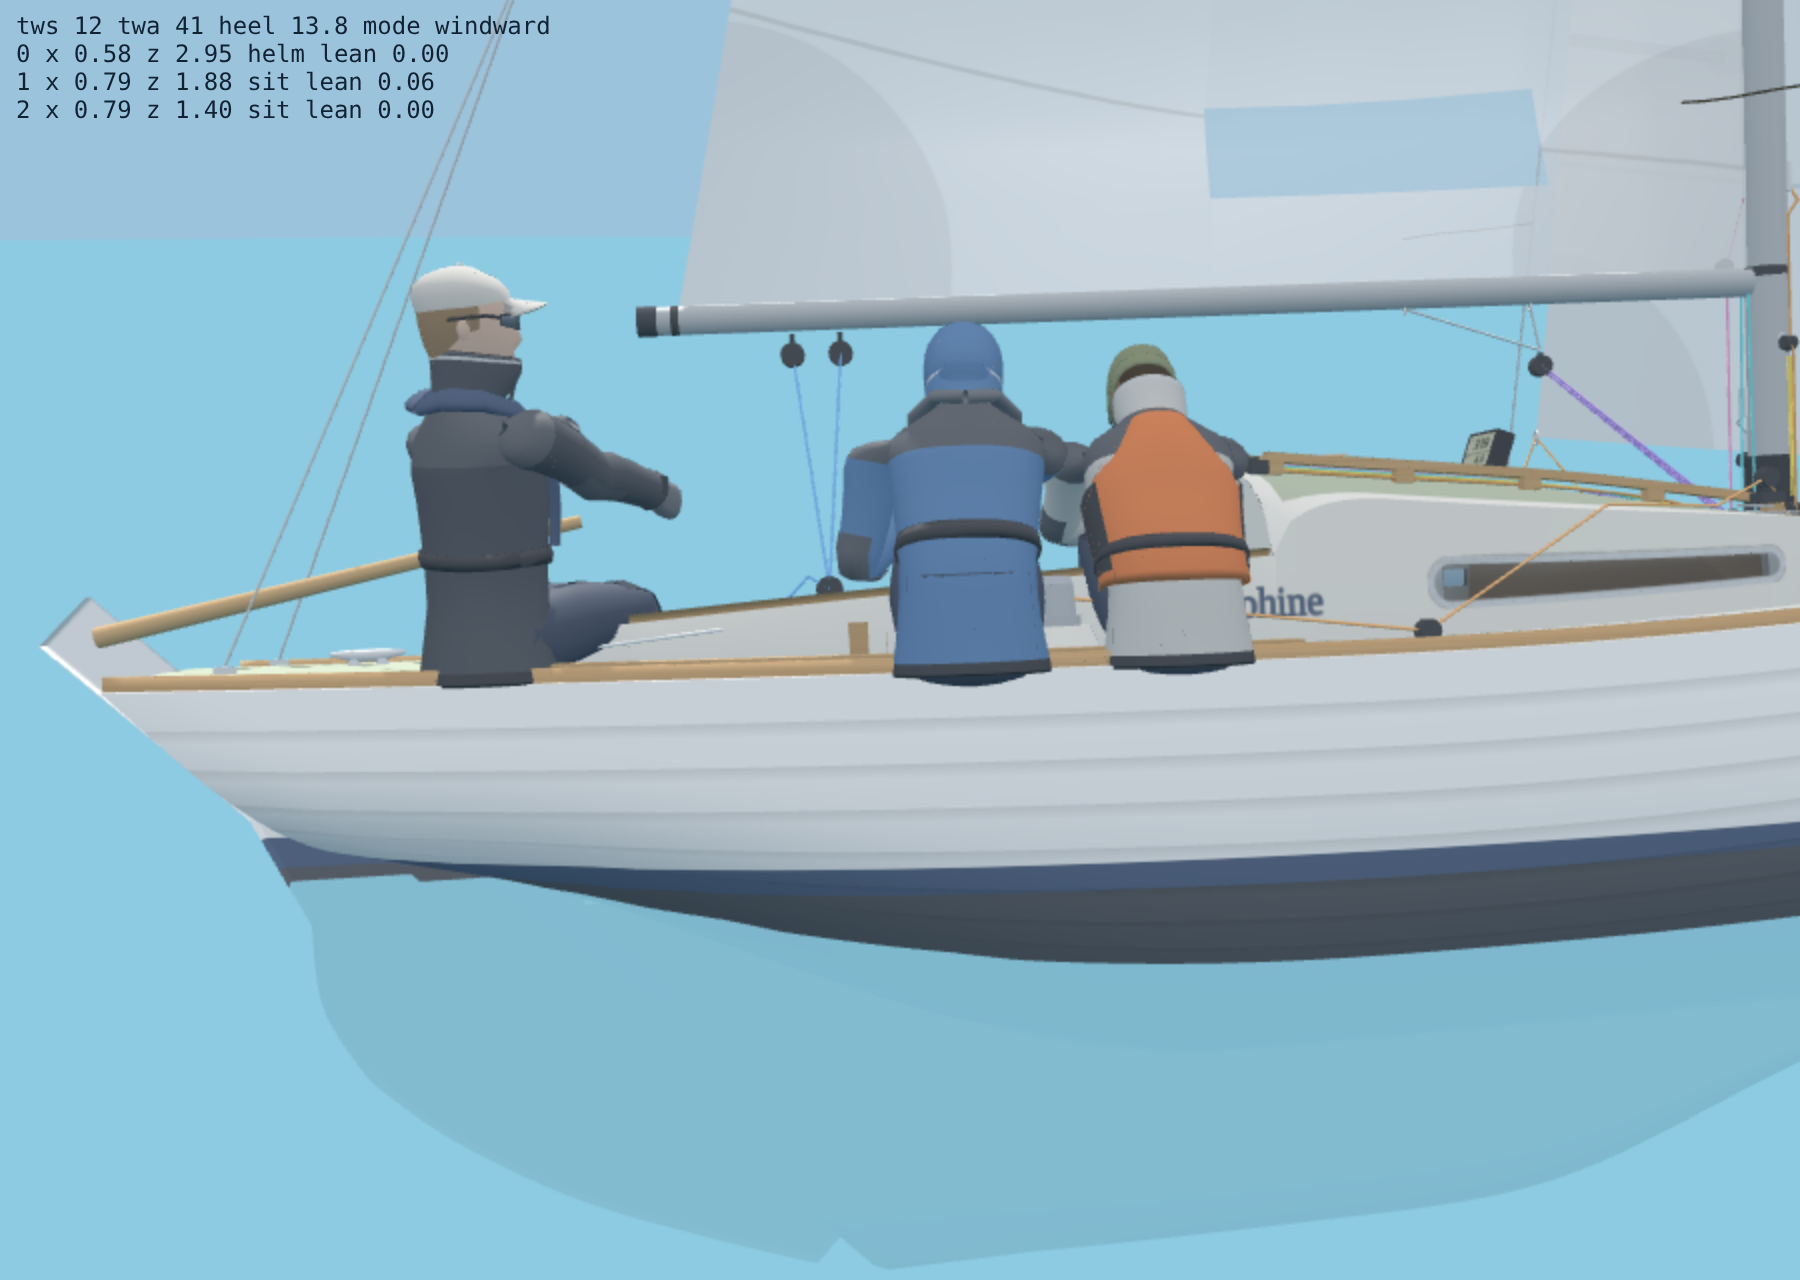 tws 12 twa 41 heel 13.8 mode windward
0 x 0.58 z 2.95 helm lean 0.00
1 x 0.79 z 1.88 sit lean 0.06
2 x 0.79 z 1.40 sit lean 0.00
phine